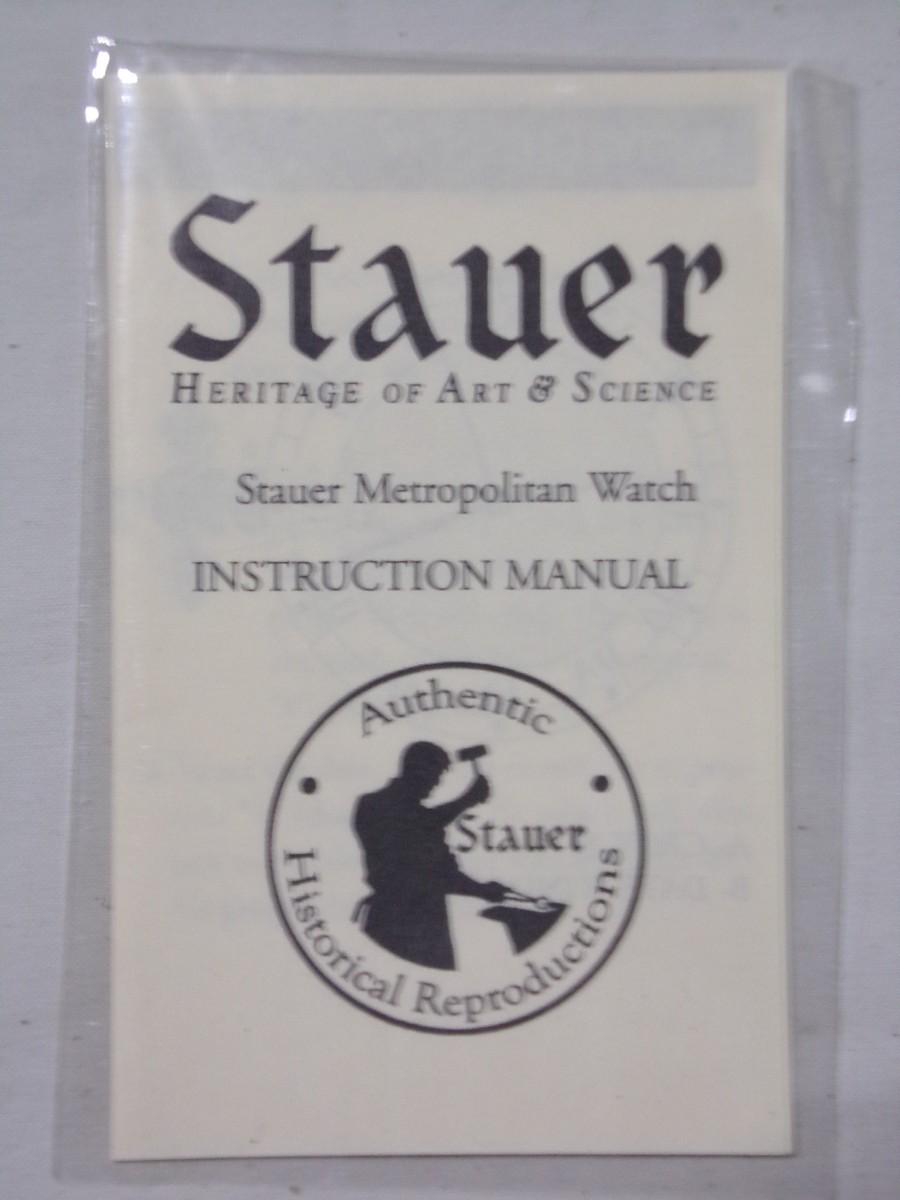 Stauer
HERITAGE OF ART & SCIENCE
Stauer Metropolitan Watch
INSTRUCTION MANUAL
Authentic
Stauer
Historical Reproductions